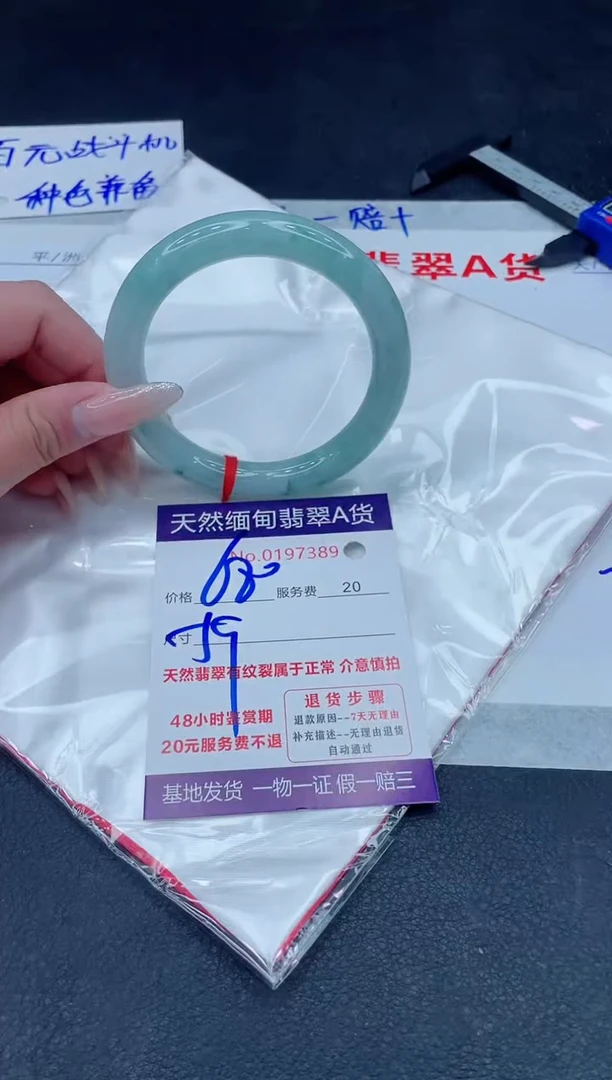 百元战斗机
种色养色
一赔十
平/洲
翡翠A货
天然缅甸翡翠A货
No.0197389
价格 680 服务费 20
尺寸 59
天然翡翠有纹裂属于正常 介意慎拍
48小时鉴赏期
20元服务费不退
退货步骤
退款原因--7天无理由
补充描述--无理由退货
自动通过
基地发货 一物一证 假一赔三